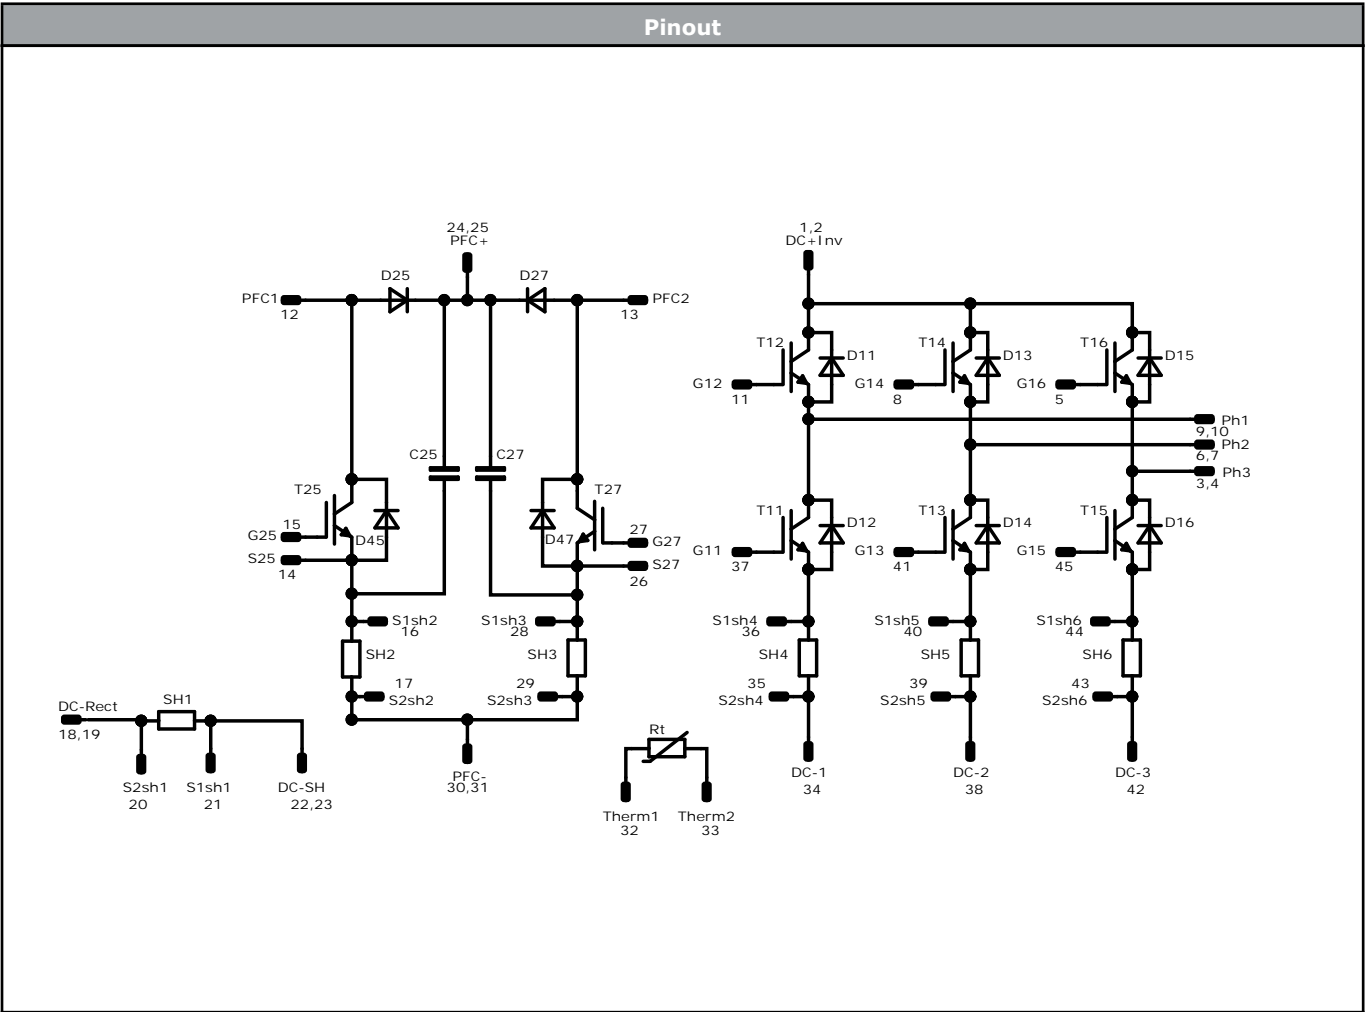 Pinout
24,25
PFC+
1,2
DC+Inv
D25
D27
PFC1
12
PFC2
13
T12
D11
T14
D13
T16
D15
G12
11
G14
8
G16
5
Ph1
9,10
Ph2
6,7
Ph3
3,4
C25
C27
T25
15
G25
D45
S25
14
T27
27
G27
D47
S27
26
T11
D12
T13
D14
T15
D16
G11
37
G13
41
G15
45
S1sh2
16
S1sh3
28
S1sh4
36
S1sh5
40
S1sh6
44
SH2
SH3
SH4
SH5
SH6
17
S2sh2
29
S2sh3
35
S2sh4
39
S2sh5
43
S2sh6
DC-Rect
18,19
SH1
S2sh1
20
S1sh1
21
DC-SH
22,23
PFC-
30,31
Rt
Therm1
32
Therm2
33
DC-1
34
DC-2
38
DC-3
42